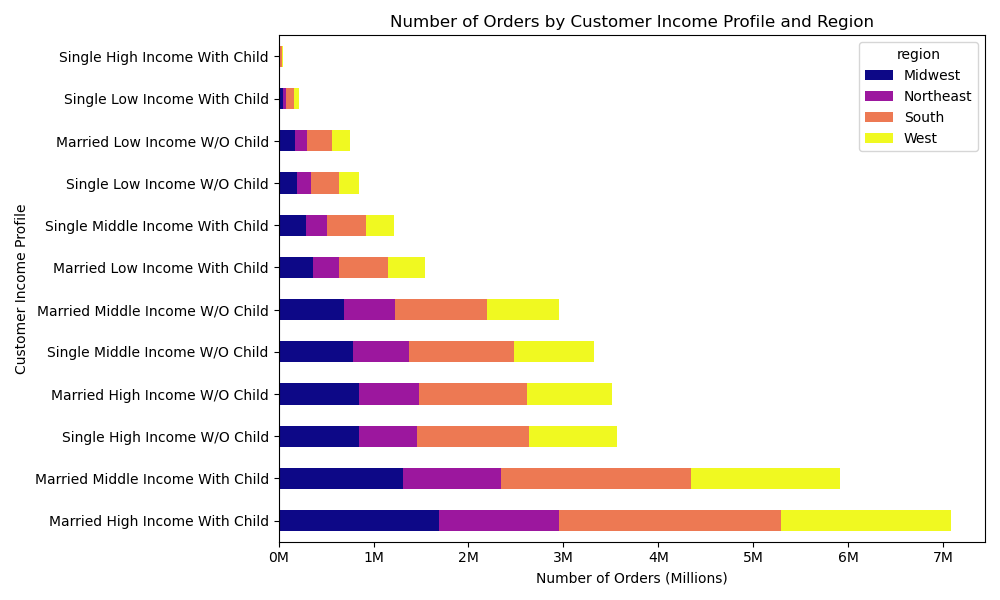 Number of Orders by Customer Income Profile and Region
region
Midwest
Northeast
South
West
Customer Income Profile
Single High Income With Child
Single Low Income With Child
Married Low Income W/O Child
Single Low Income W/O Child
Single Middle Income With Child
Married Low Income With Child
Married Middle Income W/O Child
Single Middle Income W/O Child
Married High Income W/O Child
Single High Income W/O Child
Married Middle Income With Child
Married High Income With Child
0M 1M 2M 3M 4M 5M 6M 7M
Number of Orders (Millions)